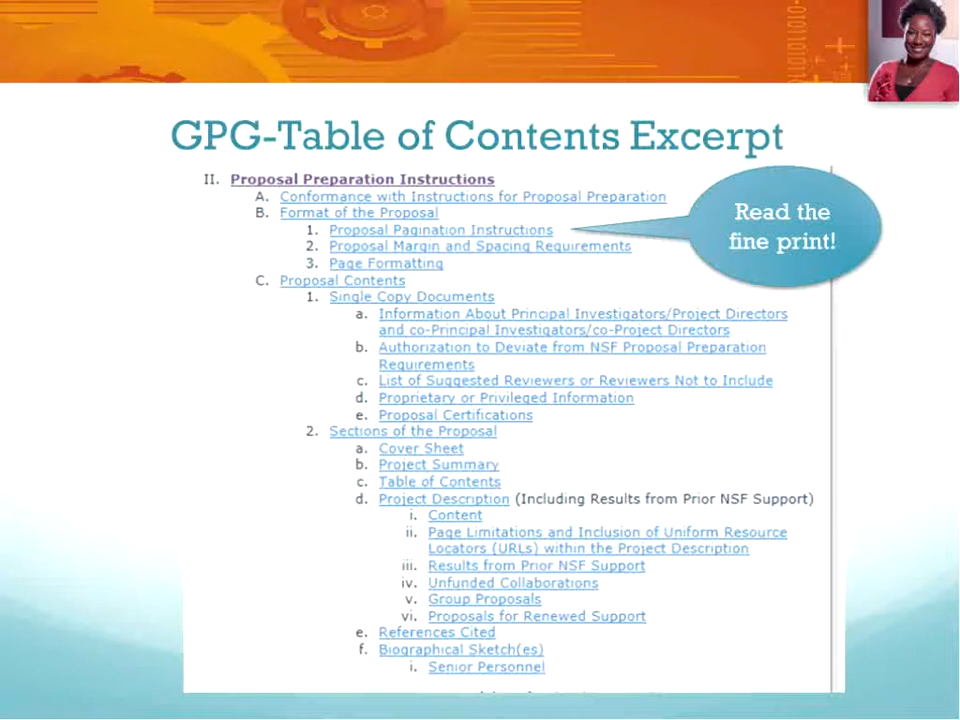 GPG-Table of Contents Excerpt
II. Proposal Preparation Instructions
A. Conformance with Instructions for Proposal Preparation
B. Format of the Proposal
1. Proposal Pagination Instructions
2. Proposal Margin and Spacing Requirements
3. Page Formatting
C. Proposal Contents
1. Single Copy Documents
a. Information About Principal Investigators/Project Directors
and co-Principal Investigators/co-Project Directors
b. Authorization to Deviate from NSF Proposal Preparation
Requirements
c. List of Suggested Reviewers or Reviewers Not to Include
d. Proprietary or Privileged Information
e. Proposal Certifications
2. Sections of the Proposal
a. Cover Sheet
b. Project Summary
c. Table of Contents
d. Project Description (Including Results from Prior NSF Support)
i. Content
ii. Page Limitations and Inclusion of Uniform Resource
Locators (URLs) within the Project Description
iii. Results from Prior NSF Support
iv. Unfunded Collaborations
v. Group Proposals
vi. Proposals for Renewed Support
e. References Cited
f. Biographical Sketch(es)
i. Senior Personnel
Read the
fine print!